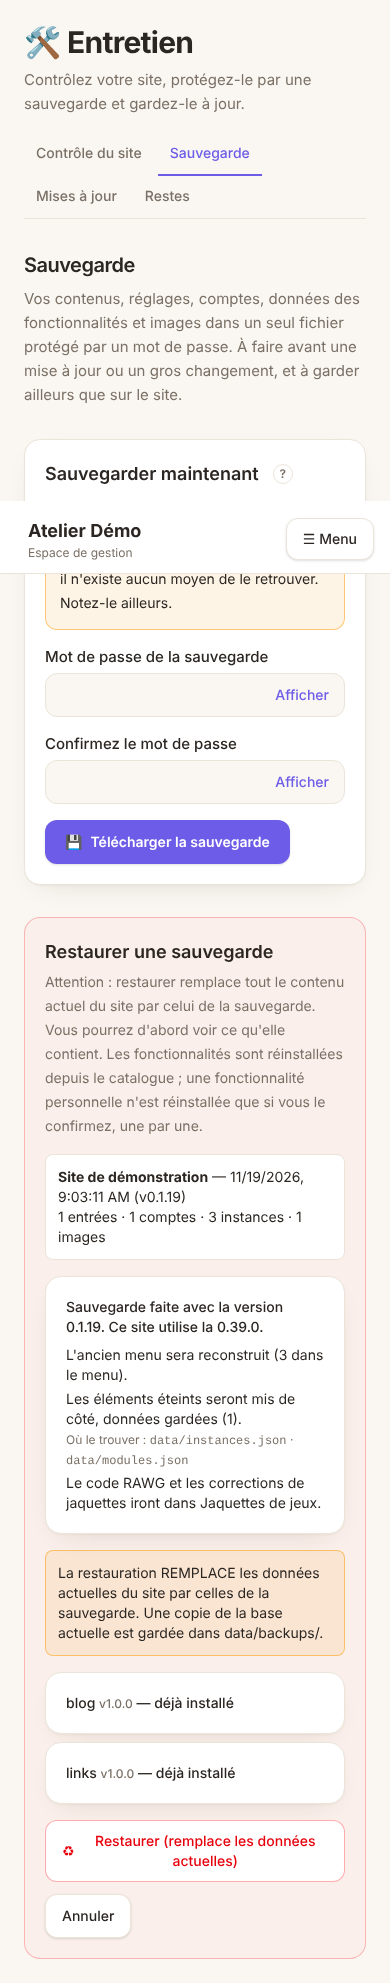 🛠️ Entretien
Contrôlez votre site, protégez-le par une
sauvegarde et gardez-le à jour.
Contrôle du site
Sauvegarde
Mises à jour
Restes
Sauvegarde
Vos contenus, réglages, comptes, données des
fonctionnalités et images dans un seul fichier
protégé par un mot de passe. À faire avant une
mise à jour ou un gros changement, et à garder
ailleurs que sur le site.
Sauvegarder maintenant ?
Atelier Démo
Espace de gestion
☰ Menu
il n'existe aucun moyen de le retrouver.
Notez-le ailleurs.
Mot de passe de la sauvegarde
Afficher
Confirmez le mot de passe
Afficher
💾 Télécharger la sauvegarde
Restaurer une sauvegarde
Attention : restaurer remplace tout le contenu
actuel du site par celui de la sauvegarde.
Vous pourrez d'abord voir ce qu'elle
contient. Les fonctionnalités sont réinstallées
depuis le catalogue ; une fonctionnalité
personnelle n'est réinstallée que si vous le
confirmez, une par une.
Site de démonstration — 11/19/2026,
9:03:11 AM (v0.1.19)
1 entrées · 1 comptes · 3 instances · 1
images
Sauvegarde faite avec la version
0.1.19. Ce site utilise la 0.39.0.
L'ancien menu sera reconstruit (3 dans
le menu).
Les éléments éteints seront mis de
côté, données gardées (1).
Où le trouver : data/instances.json ·
data/modules.json
Le code RAWG et les corrections de
jaquettes iront dans Jaquettes de jeux.
La restauration REMPLACE les données
actuelles du site par celles de la
sauvegarde. Une copie de la base
actuelle est gardée dans data/backups/.
blog v1.0.0 — déjà installé
links v1.0.0 — déjà installé
♻ Restaurer (remplace les données
actuelles)
Annuler